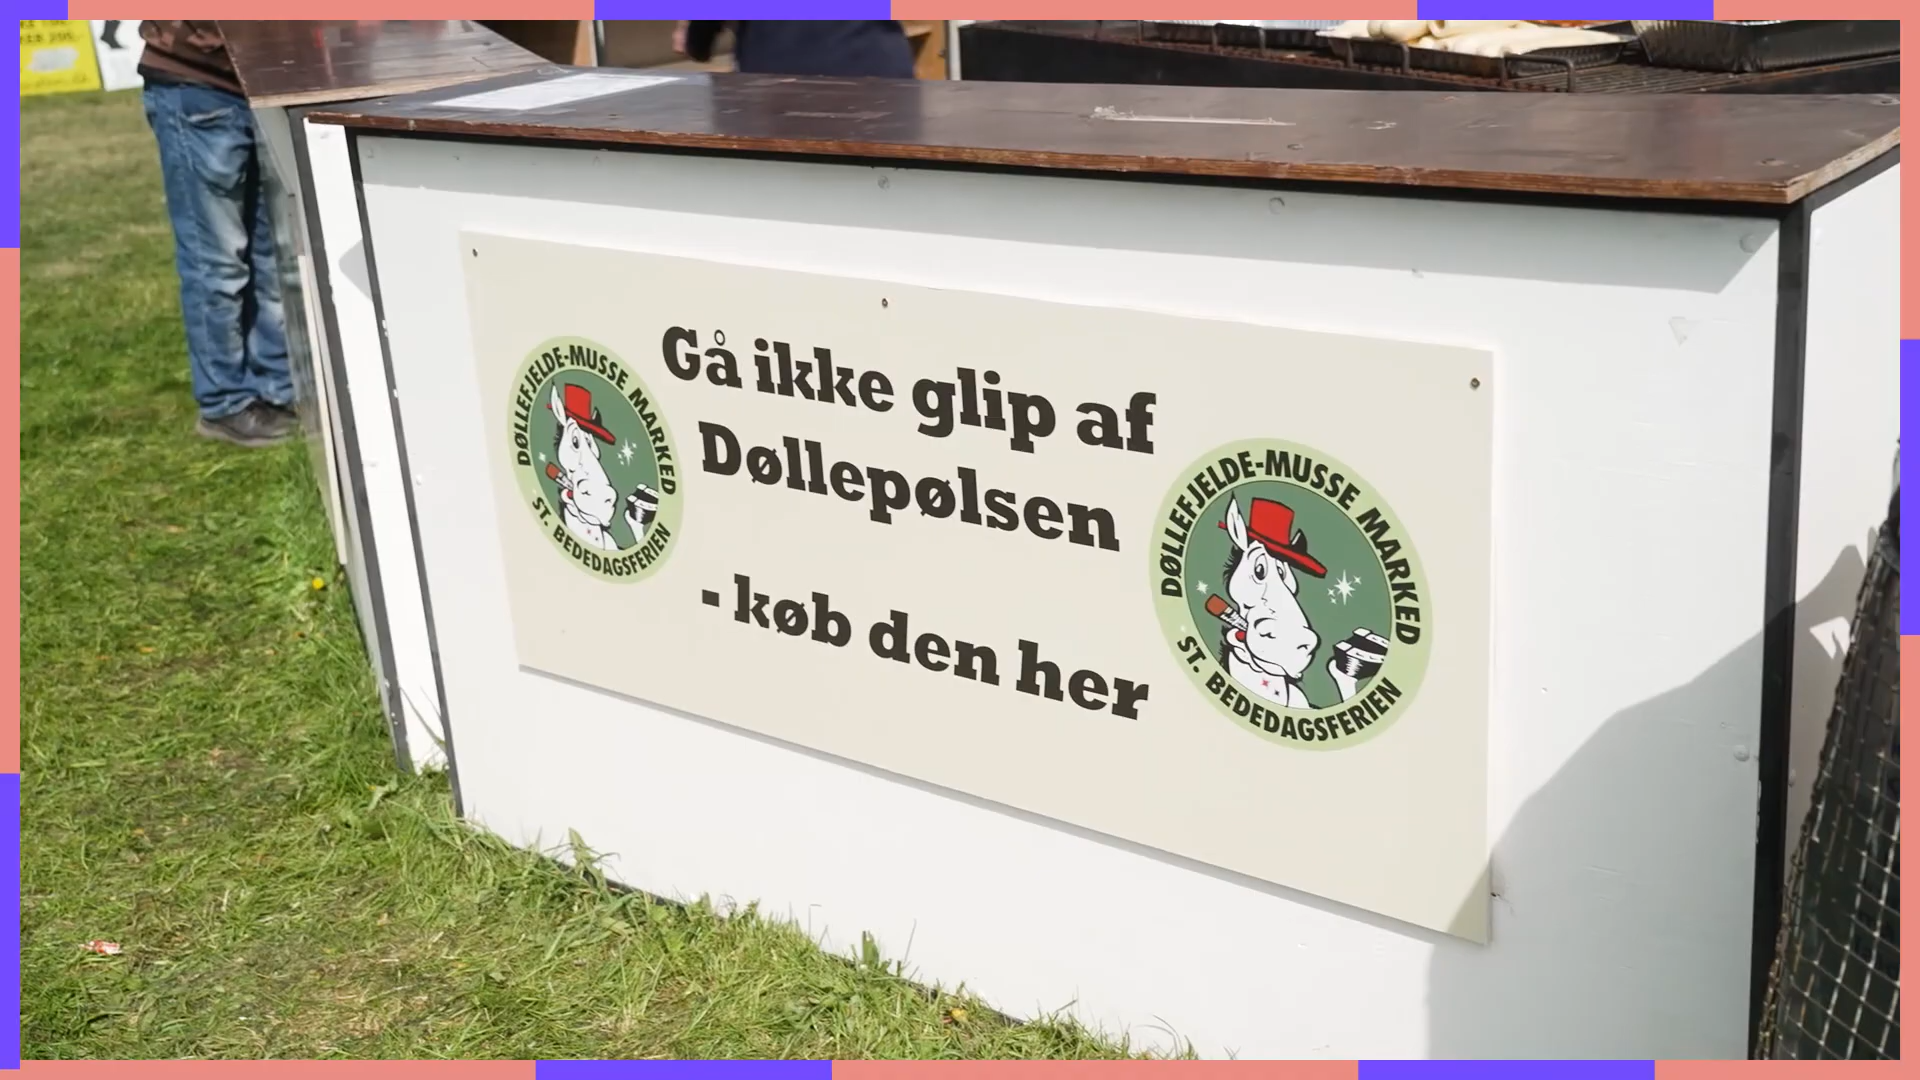 Gå ikke glip af
Døllepølsen
- køb den her
DØLLEFJELDE-MUSSE MARKED
ST. BEDEDAGSFERIEN
DØLLEFJELDE-MUSSE MARKED
ST. BEDEDAGSFERIEN